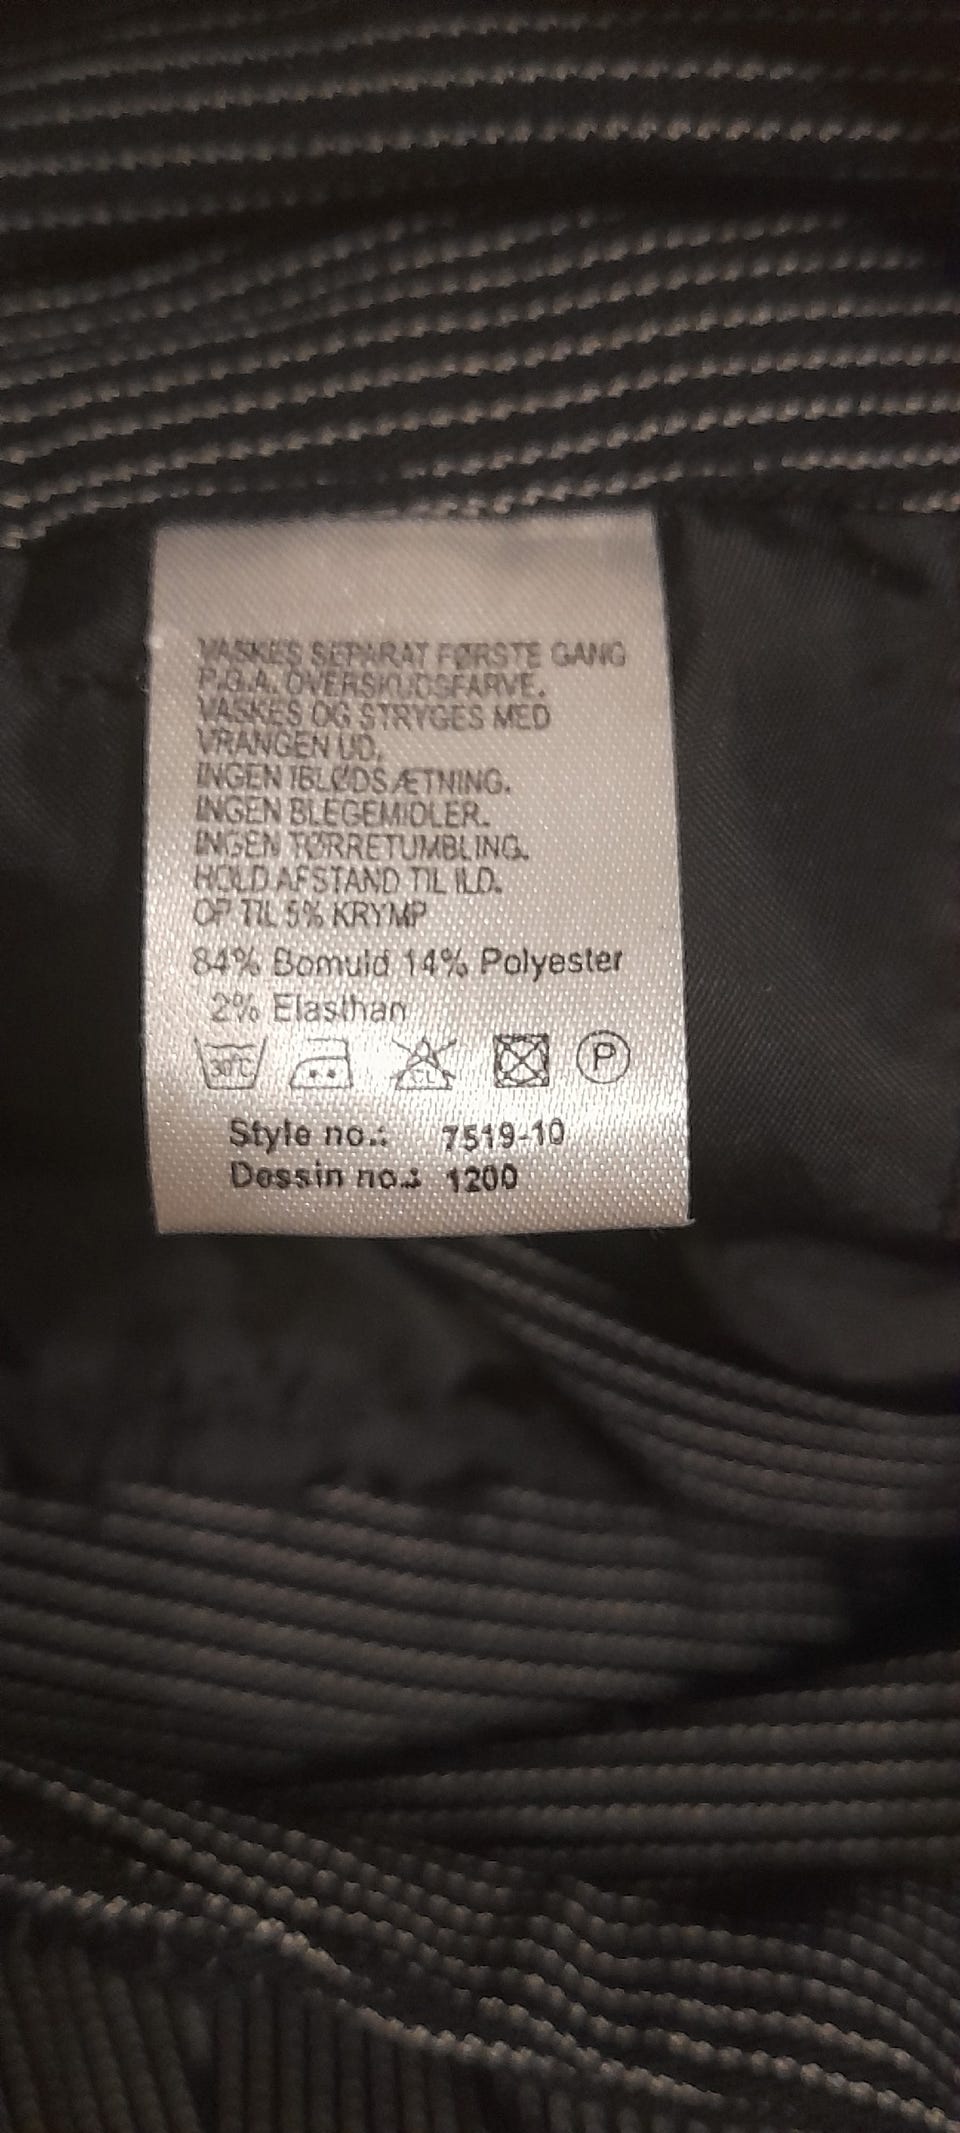 VASKES SEPARAT FØRSTE GANG
P.G.A. OVERSKUDSFARVE.
VASKES OG STRYGES MED
VRANGEN UD.
INGEN IBLØDSÆTNING.
INGEN BLEGEMIDLER.
INGEN TØRRETUMBLING.
HOLD AFSTAND TIL ILD.
OP TIL 5% KRYMP
84% Bomuld 14% Polyester
2% Elasthan
30°C CL P
Style no.: 7519-10
Dessin no.: 1200